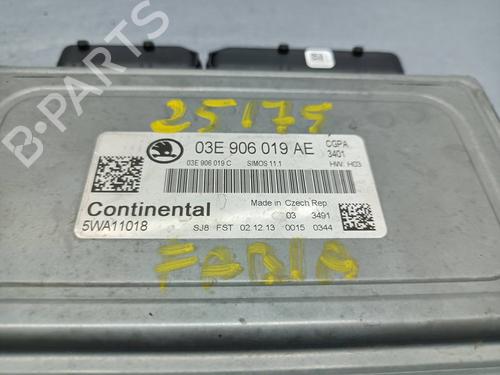 B-PARTS
25175
03E 906 019 AE
CGPA
3401
03E 906 019 C SIMOS 11.1 HW: H03
Made in Czech Rep
Continental
03 3491
5WA11018
SJ8 FST 02.12.13 0015 0344
FABIA